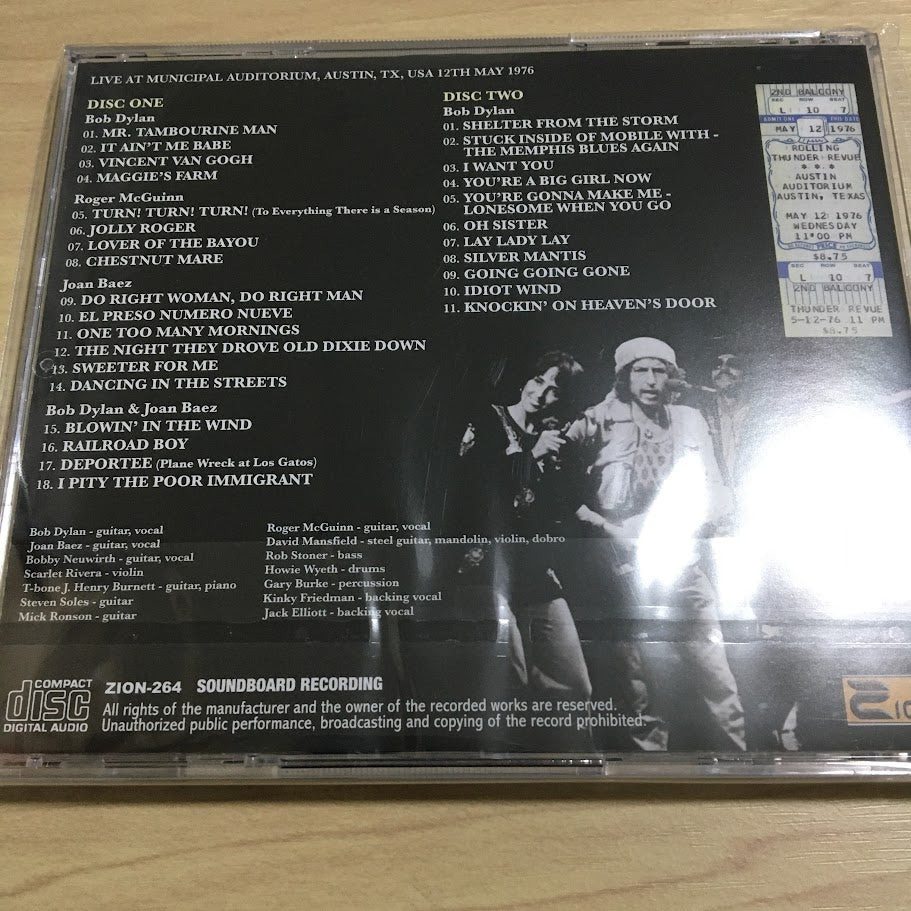 LIVE AT MUNICIPAL AUDITORIUM, AUSTIN, TX, USA 12TH MAY 1976
DISC ONE
Bob Dylan
01. MR. TAMBOURINE MAN
02. IT AIN'T ME BABE
03. VINCENT VAN GOGH
04. MAGGIE'S FARM
Roger McGuinn
05. TURN! TURN! TURN! (To Everything There is a Season)
06. JOLLY ROGER
07. LOVER OF THE BAYOU
08. CHESTNUT MARE
Joan Baez
09. DO RIGHT WOMAN, DO RIGHT MAN
10. EL PRESO NUMERO NUEVE
11. ONE TOO MANY MORNINGS
12. THE NIGHT THEY DROVE OLD DIXIE DOWN
13. SWEETER FOR ME
14. DANCING IN THE STREETS
Bob Dylan & Joan Baez
15. BLOWIN' IN THE WIND
16. RAILROAD BOY
17. DEPORTEE (Plane Wreck at Los Gatos)
18. I PITY THE POOR IMMIGRANT
DISC TWO
Bob Dylan
01. SHELTER FROM THE STORM
02. STUCK INSIDE OF MOBILE WITH -
THE MEMPHIS BLUES AGAIN
03. I WANT YOU
04. YOU'RE A BIG GIRL NOW
05. YOU'RE GONNA MAKE ME -
LONESOME WHEN YOU GO
06. OH SISTER
07. LAY LADY LAY
08. SILVER MANTIS
09. GOING GOING GONE
10. IDIOT WIND
11. KNOCKIN' ON HEAVEN'S DOOR
2ND BALCONY
SEC ROW SEAT
L 10 7
ADMIT ONE THIS DATE
MAY 12 1976
ROLLING
THUNDER REVUE
* * *
AUSTIN
AUDITORIUM
AUSTIN, TEXAS
MAY 12 1976
WEDNESDAY
11:00 PM
PRICE
$8.75
SEC ROW SEAT
L 10 7
2ND BALCONY
THUNDER REVUE
5-12-76 11 PM
$8.75
Bob Dylan - guitar, vocal
Joan Baez - guitar, vocal
Bobby Neuwirth - guitar, vocal
Scarlet Rivera - violin
T-bone J. Henry Burnett - guitar, piano
Steven Soles - guitar
Mick Ronson - guitar
Roger McGuinn - guitar, vocal
David Mansfield - steel guitar, mandolin, violin, dobro
Rob Stoner - bass
Howie Wyeth - drums
Gary Burke - percussion
Kinky Friedman - backing vocal
Jack Elliott - backing vocal
COMPACT
disc
DIGITAL AUDIO
ZION-264 SOUNDBOARD RECORDING
All rights of the manufacturer and the owner of the recorded works are reserved.
Unauthorized public performance, broadcasting and copying of the record prohibited.